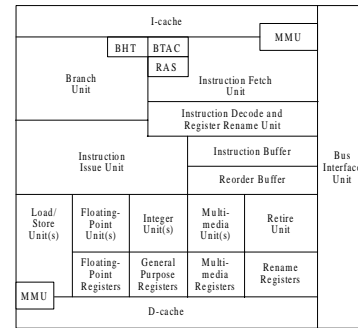 I-cache
MMU
BHT
BTAC
RAS
Branch
Unit
Instruction Fetch
Unit
Instruction Decode and
Register Rename Unit
Instruction
Issue Unit
Instruction Buffer
Reorder Buffer
Bus
Interface
Unit
Load/
Store
Unit(s)
Floating-
Point
Unit(s)
Integer
Unit(s)
Multi-
media
Unit(s)
Retire
Unit
Floating-
Point
Registers
General
Purpose
Registers
Multi-
media
Registers
Rename
Registers
MMU
D-cache